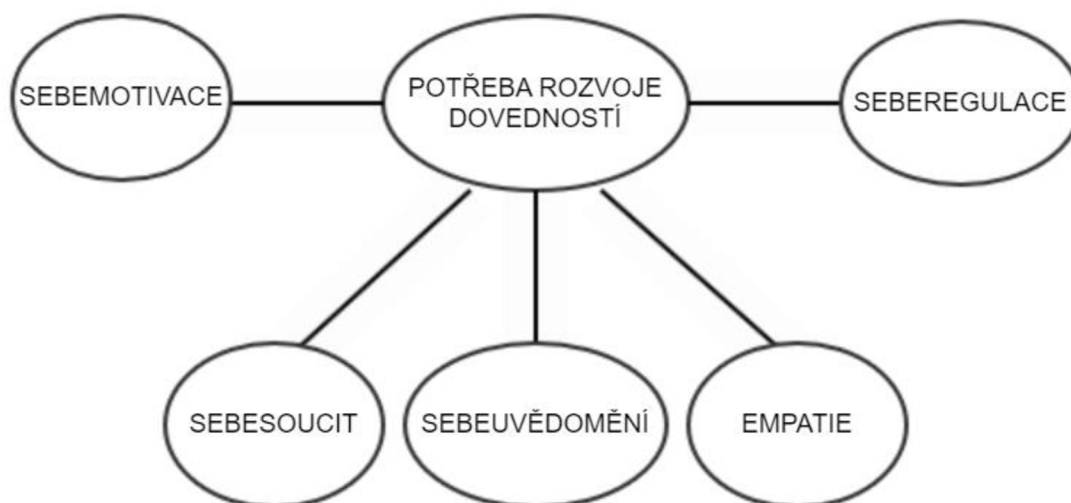 SEBEMOTIVACE
POTŘEBA ROZVOJE
DOVEDNOSTÍ
SEBEREGULACE
SEBESOUCIT
SEBEUVĚDOMĚNÍ
EMPATIE